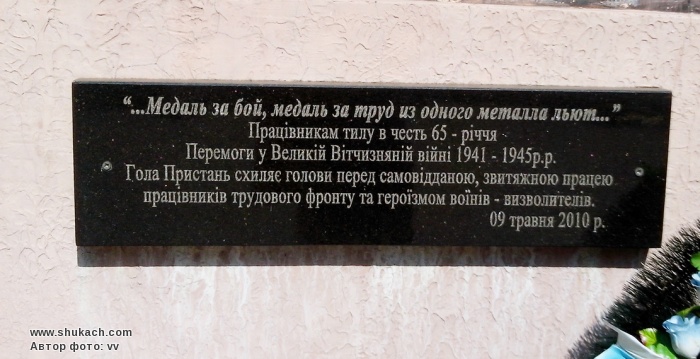 “...Медаль за бой, медаль за труд из одного металла льют...”
Працівникам тилу в честь 65 - річчя
Перемоги у Великій Вітчизняній війні 1941 - 1945р.р.
Гола Пристань схиляє голови перед самовідданою, звитяжною працею
працівників трудового фронту та героїзмом воїнів - визволителів.
09 травня 2010 р.
www.shukach.com
Автор фото: vv